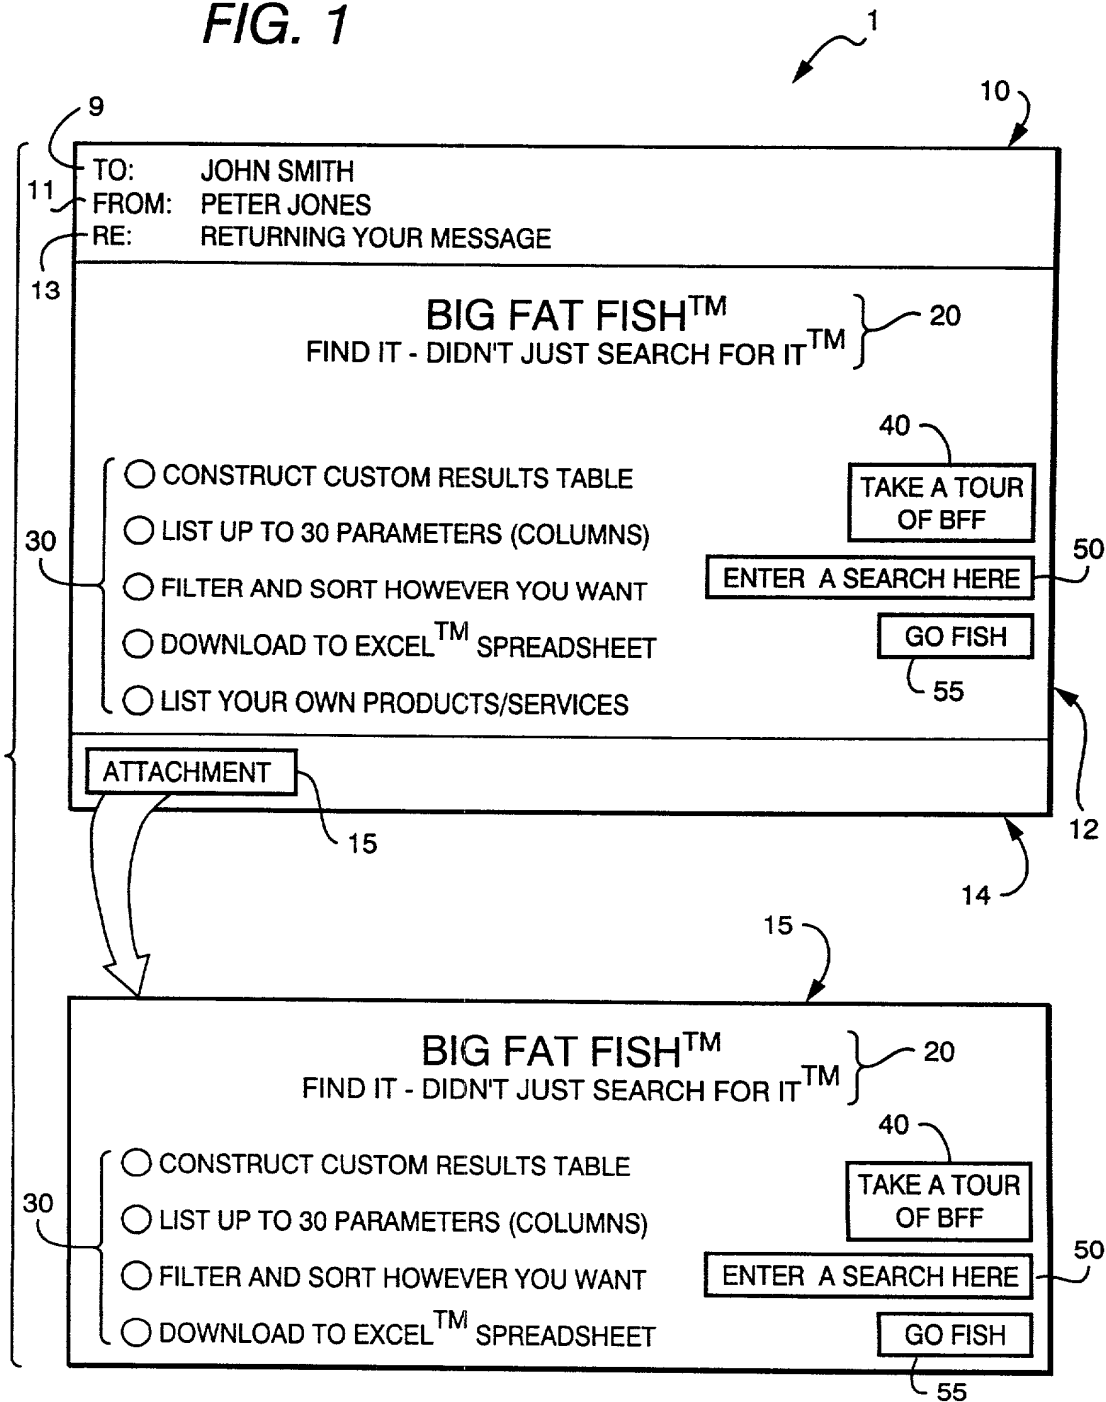 FIG. 1
1
10
9
TO: JOHN SMITH
11
FROM: PETER JONES
RE: RETURNING YOUR MESSAGE
13
BIG FAT FISH™
20
FIND IT - DIDN'T JUST SEARCH FOR IT™
40
30
CONSTRUCT CUSTOM RESULTS TABLE
LIST UP TO 30 PARAMETERS (COLUMNS)
FILTER AND SORT HOWEVER YOU WANT
DOWNLOAD TO EXCEL™ SPREADSHEET
LIST YOUR OWN PRODUCTS/SERVICES
TAKE A TOUR
OF BFF
50
ENTER A SEARCH HERE
GO FISH
55
ATTACHMENT
15
12
14
15
BIG FAT FISH™
20
FIND IT - DIDN'T JUST SEARCH FOR IT™
40
30
CONSTRUCT CUSTOM RESULTS TABLE
LIST UP TO 30 PARAMETERS (COLUMNS)
FILTER AND SORT HOWEVER YOU WANT
DOWNLOAD TO EXCEL™ SPREADSHEET
TAKE A TOUR
OF BFF
50
ENTER A SEARCH HERE
GO FISH
55